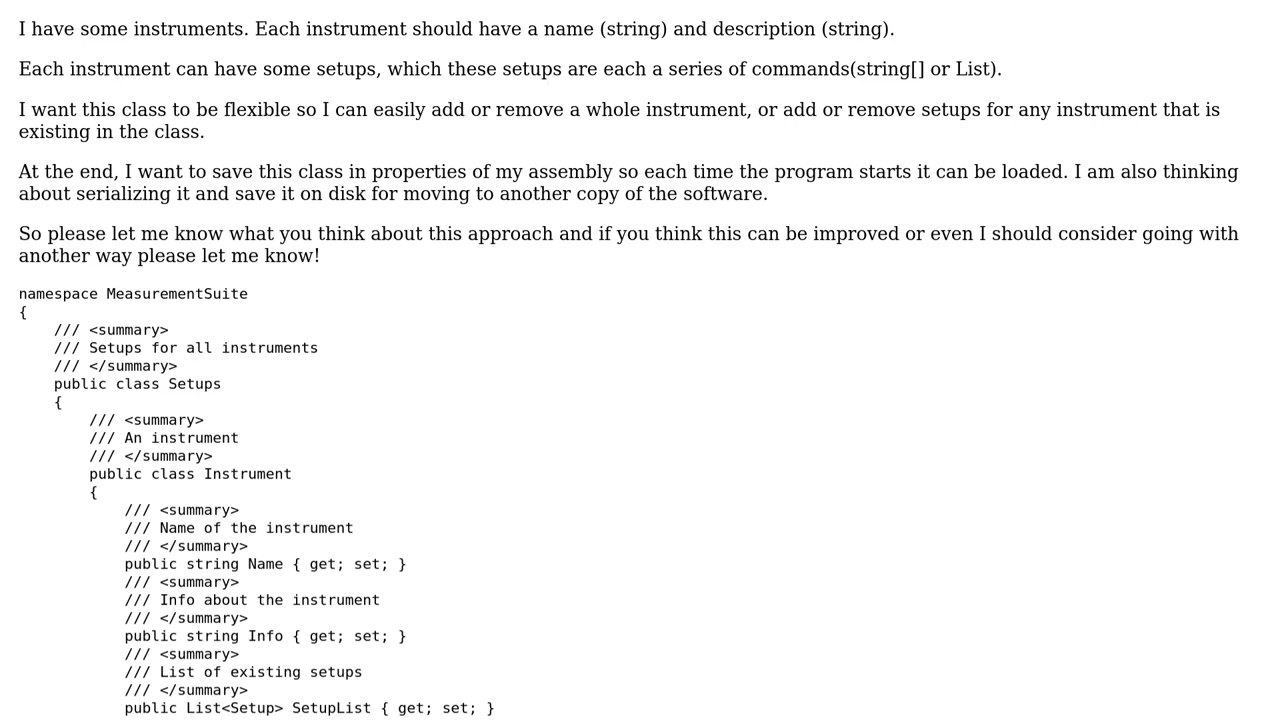 I have some instruments. Each instrument should have a name (string) and description (string).
Each instrument can have some setups, which these setups are each a series of commands(string[] or List).
I want this class to be flexible so I can easily add or remove a whole instrument, or add or remove setups for any instrument that is
existing in the class.
At the end, I want to save this class in properties of my assembly so each time the program starts it can be loaded. I am also thinking
about serializing it and save it on disk for moving to another copy of the software.
So please let me know what you think about this approach and if you think this can be improved or even I should consider going with
another way please let me know!
namespace MeasurementSuite
{
    /// <summary>
    /// Setups for all instruments
    /// </summary>
    public class Setups
    {
        /// <summary>
        /// An instrument
        /// </summary>
        public class Instrument
        {
            /// <summary>
            /// Name of the instrument
            /// </summary>
            public string Name { get; set; }
            /// <summary>
            /// Info about the instrument
            /// </summary>
            public string Info { get; set; }
            /// <summary>
            /// List of existing setups
            /// </summary>
            public List<Setup> SetupList { get; set; }